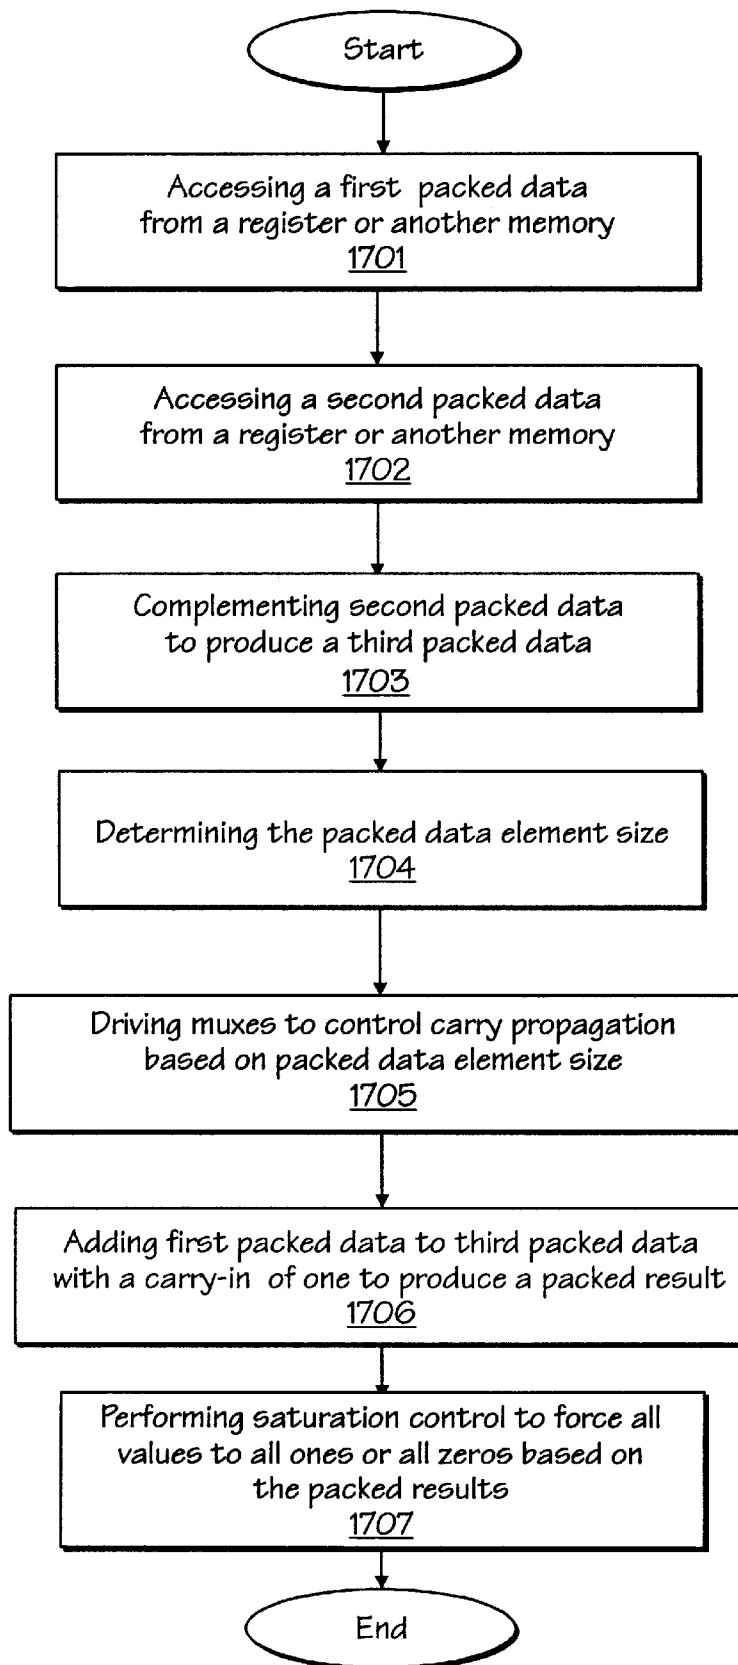 Start
Accessing a first packed data
from a register or another memory
1701
Accessing a second packed data
from a register or another memory
1702
Complementing second packed data
to produce a third packed data
1703
Determining the packed data element size
1704
Driving muxes to control carry propagation
based on packed data element size
1705
Adding first packed data to third packed data
with a carry-in of one to produce a packed result
1706
Performing saturation control to force all
values to all ones or all zeros based on
the packed results
1707
End